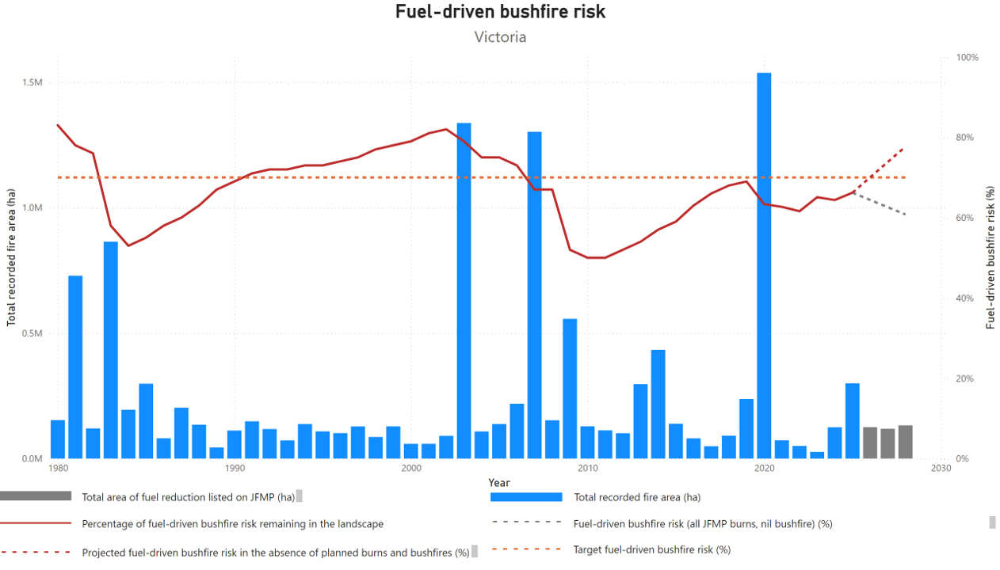 Fuel-driven bushfire risk
Victoria
Total recorded fire area (ha)
1.5M
1.0M
0.5M
0.0M
100%
80%
60%
40%
20%
0%
Fuel-driven bushfire risk (%)
1980
1990
2000
2010
2020
2030
Year
Total area of fuel reduction listed on JFMP (ha)
Total recorded fire area (ha)
Percentage of fuel-driven bushfire risk remaining in the landscape
Fuel-driven bushfire risk (all JFMP burns, nil bushfire) (%)
Projected fuel-driven bushfire risk in the absence of planned burns and bushfires (%)
Target fuel-driven bushfire risk (%)